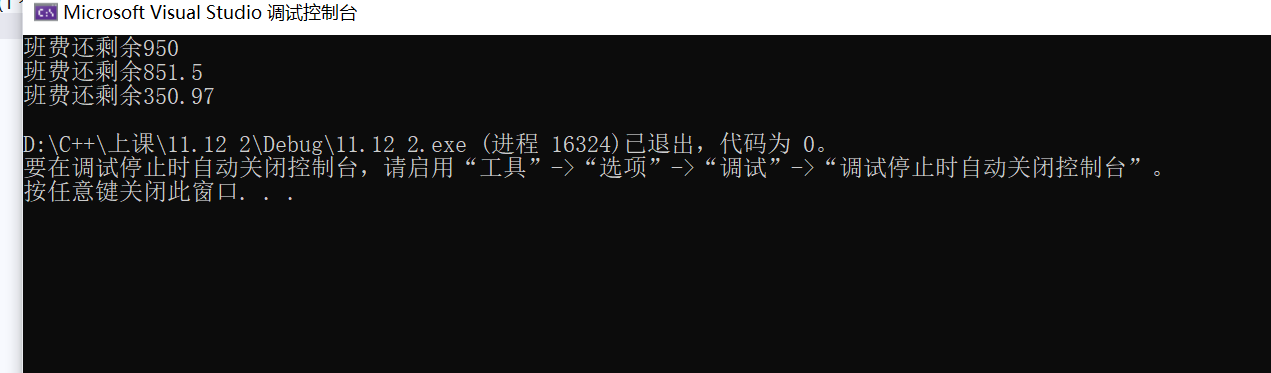 Microsoft Visual Studio 调试控制台
班费还剩余950
班费还剩余851.5
班费还剩余350.97
D:\C++\上课\11.12 2\Debug\11.12 2.exe (进程 16324)已退出，代码为 0。
要在调试停止时自动关闭控制台，请启用“工具”->“选项”->“调试”->“调试停止时自动关闭控制台”。
按任意键关闭此窗口. . .